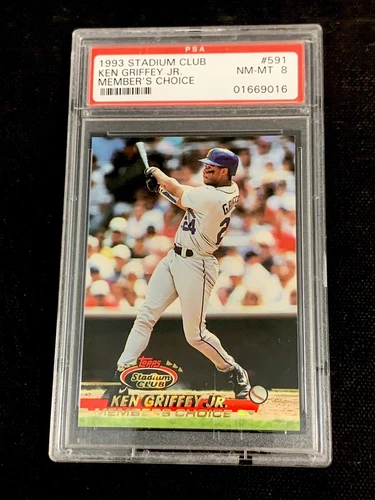 PSA
1993 STADIUM CLUB #591
KEN GRIFFEY JR. NM-MT 8
MEMBER'S CHOICE
01669016
24
Topps
Stadium
CLUB
KEN GRIFFEY JR.
MEMBER'S CHOICE